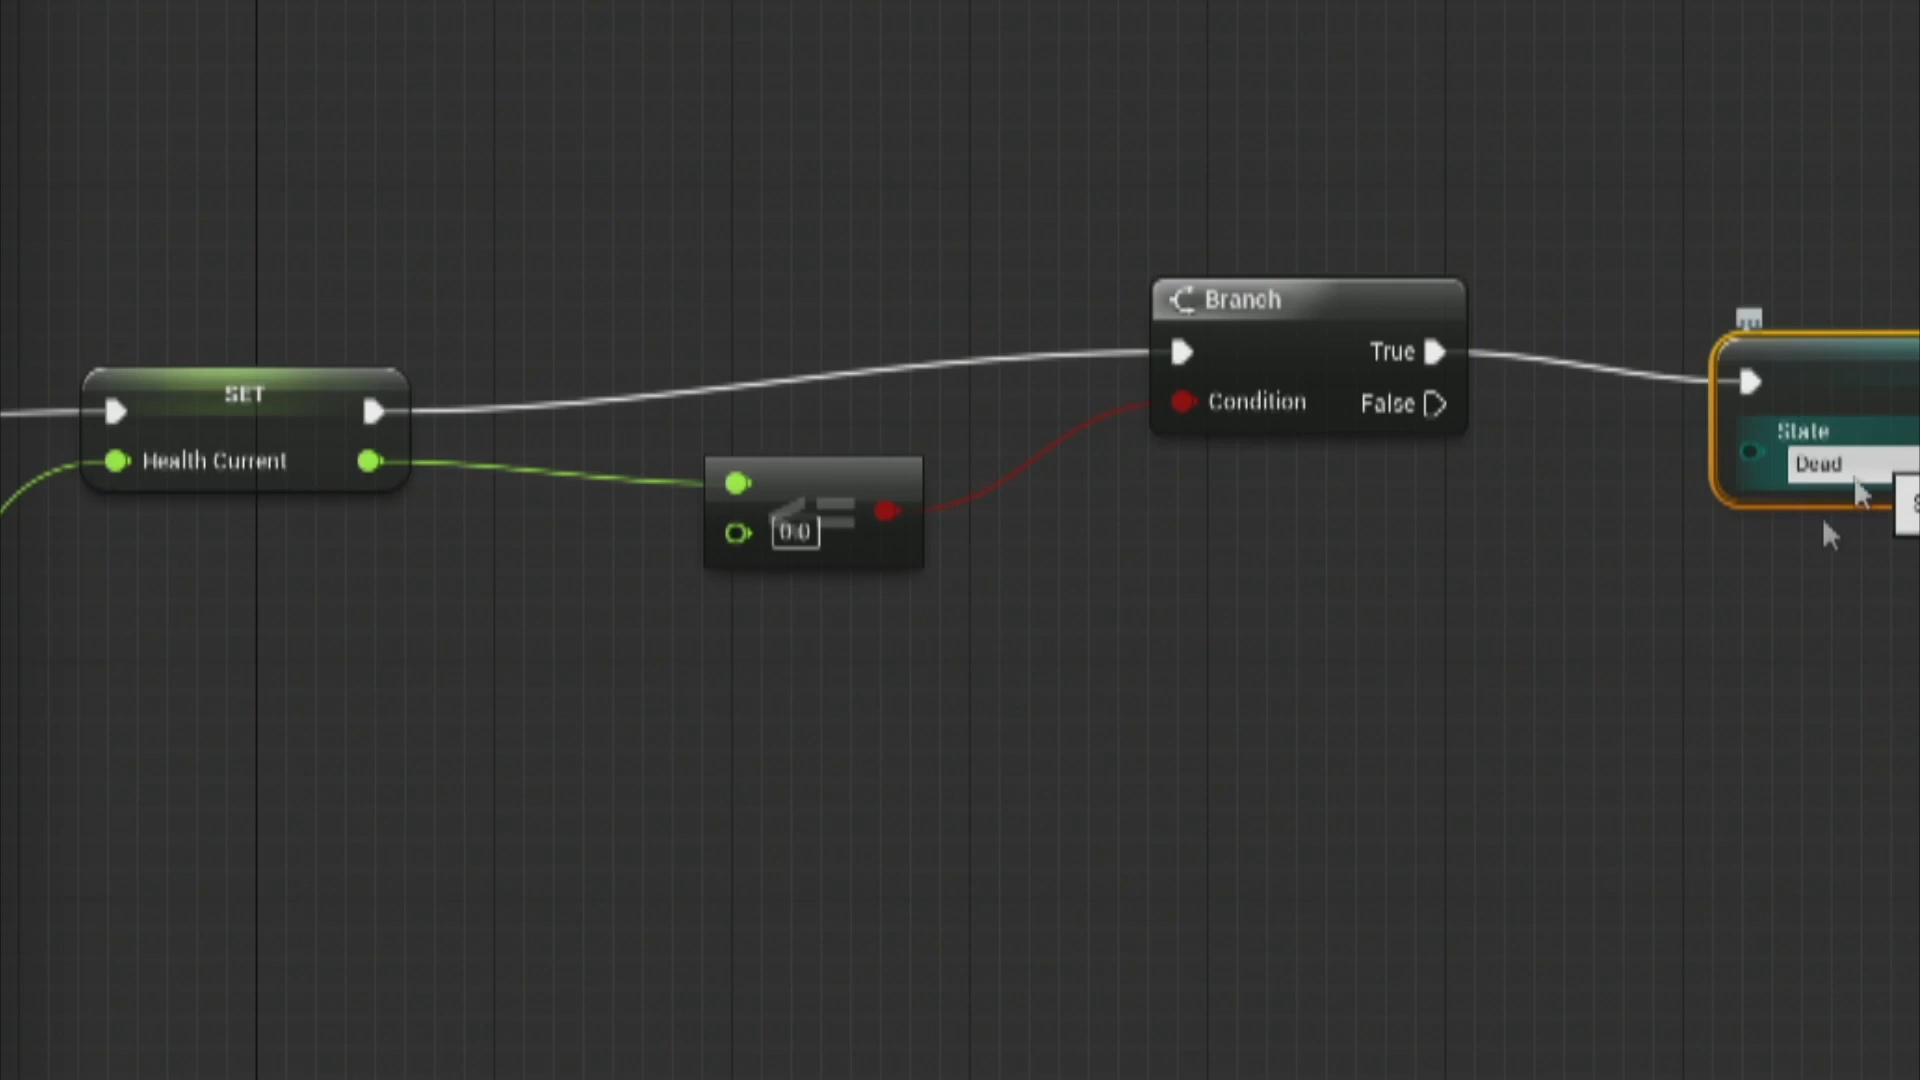 Branch
True
SET
Condition
False
State
Health Current
Dead
<=
0.0